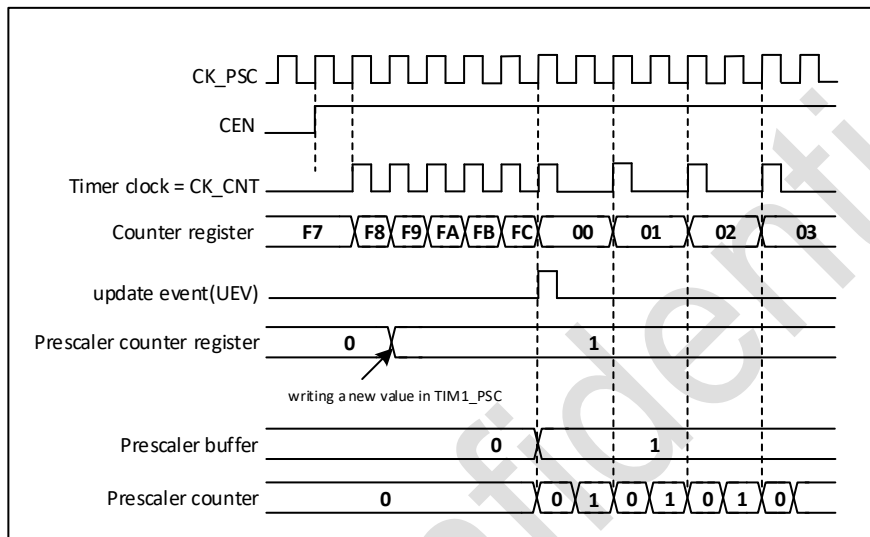 CK_PSC
CEN
Timer clock = CK_CNT
Counter register F7 F8 F9 FA FB FC 00 01 02 03
update event(UEV)
Prescaler counter register 0 1
writing a new value in TIM1_PSC
Prescaler buffer 0 1
Prescaler counter 0 0 1 0 1 0 1 0